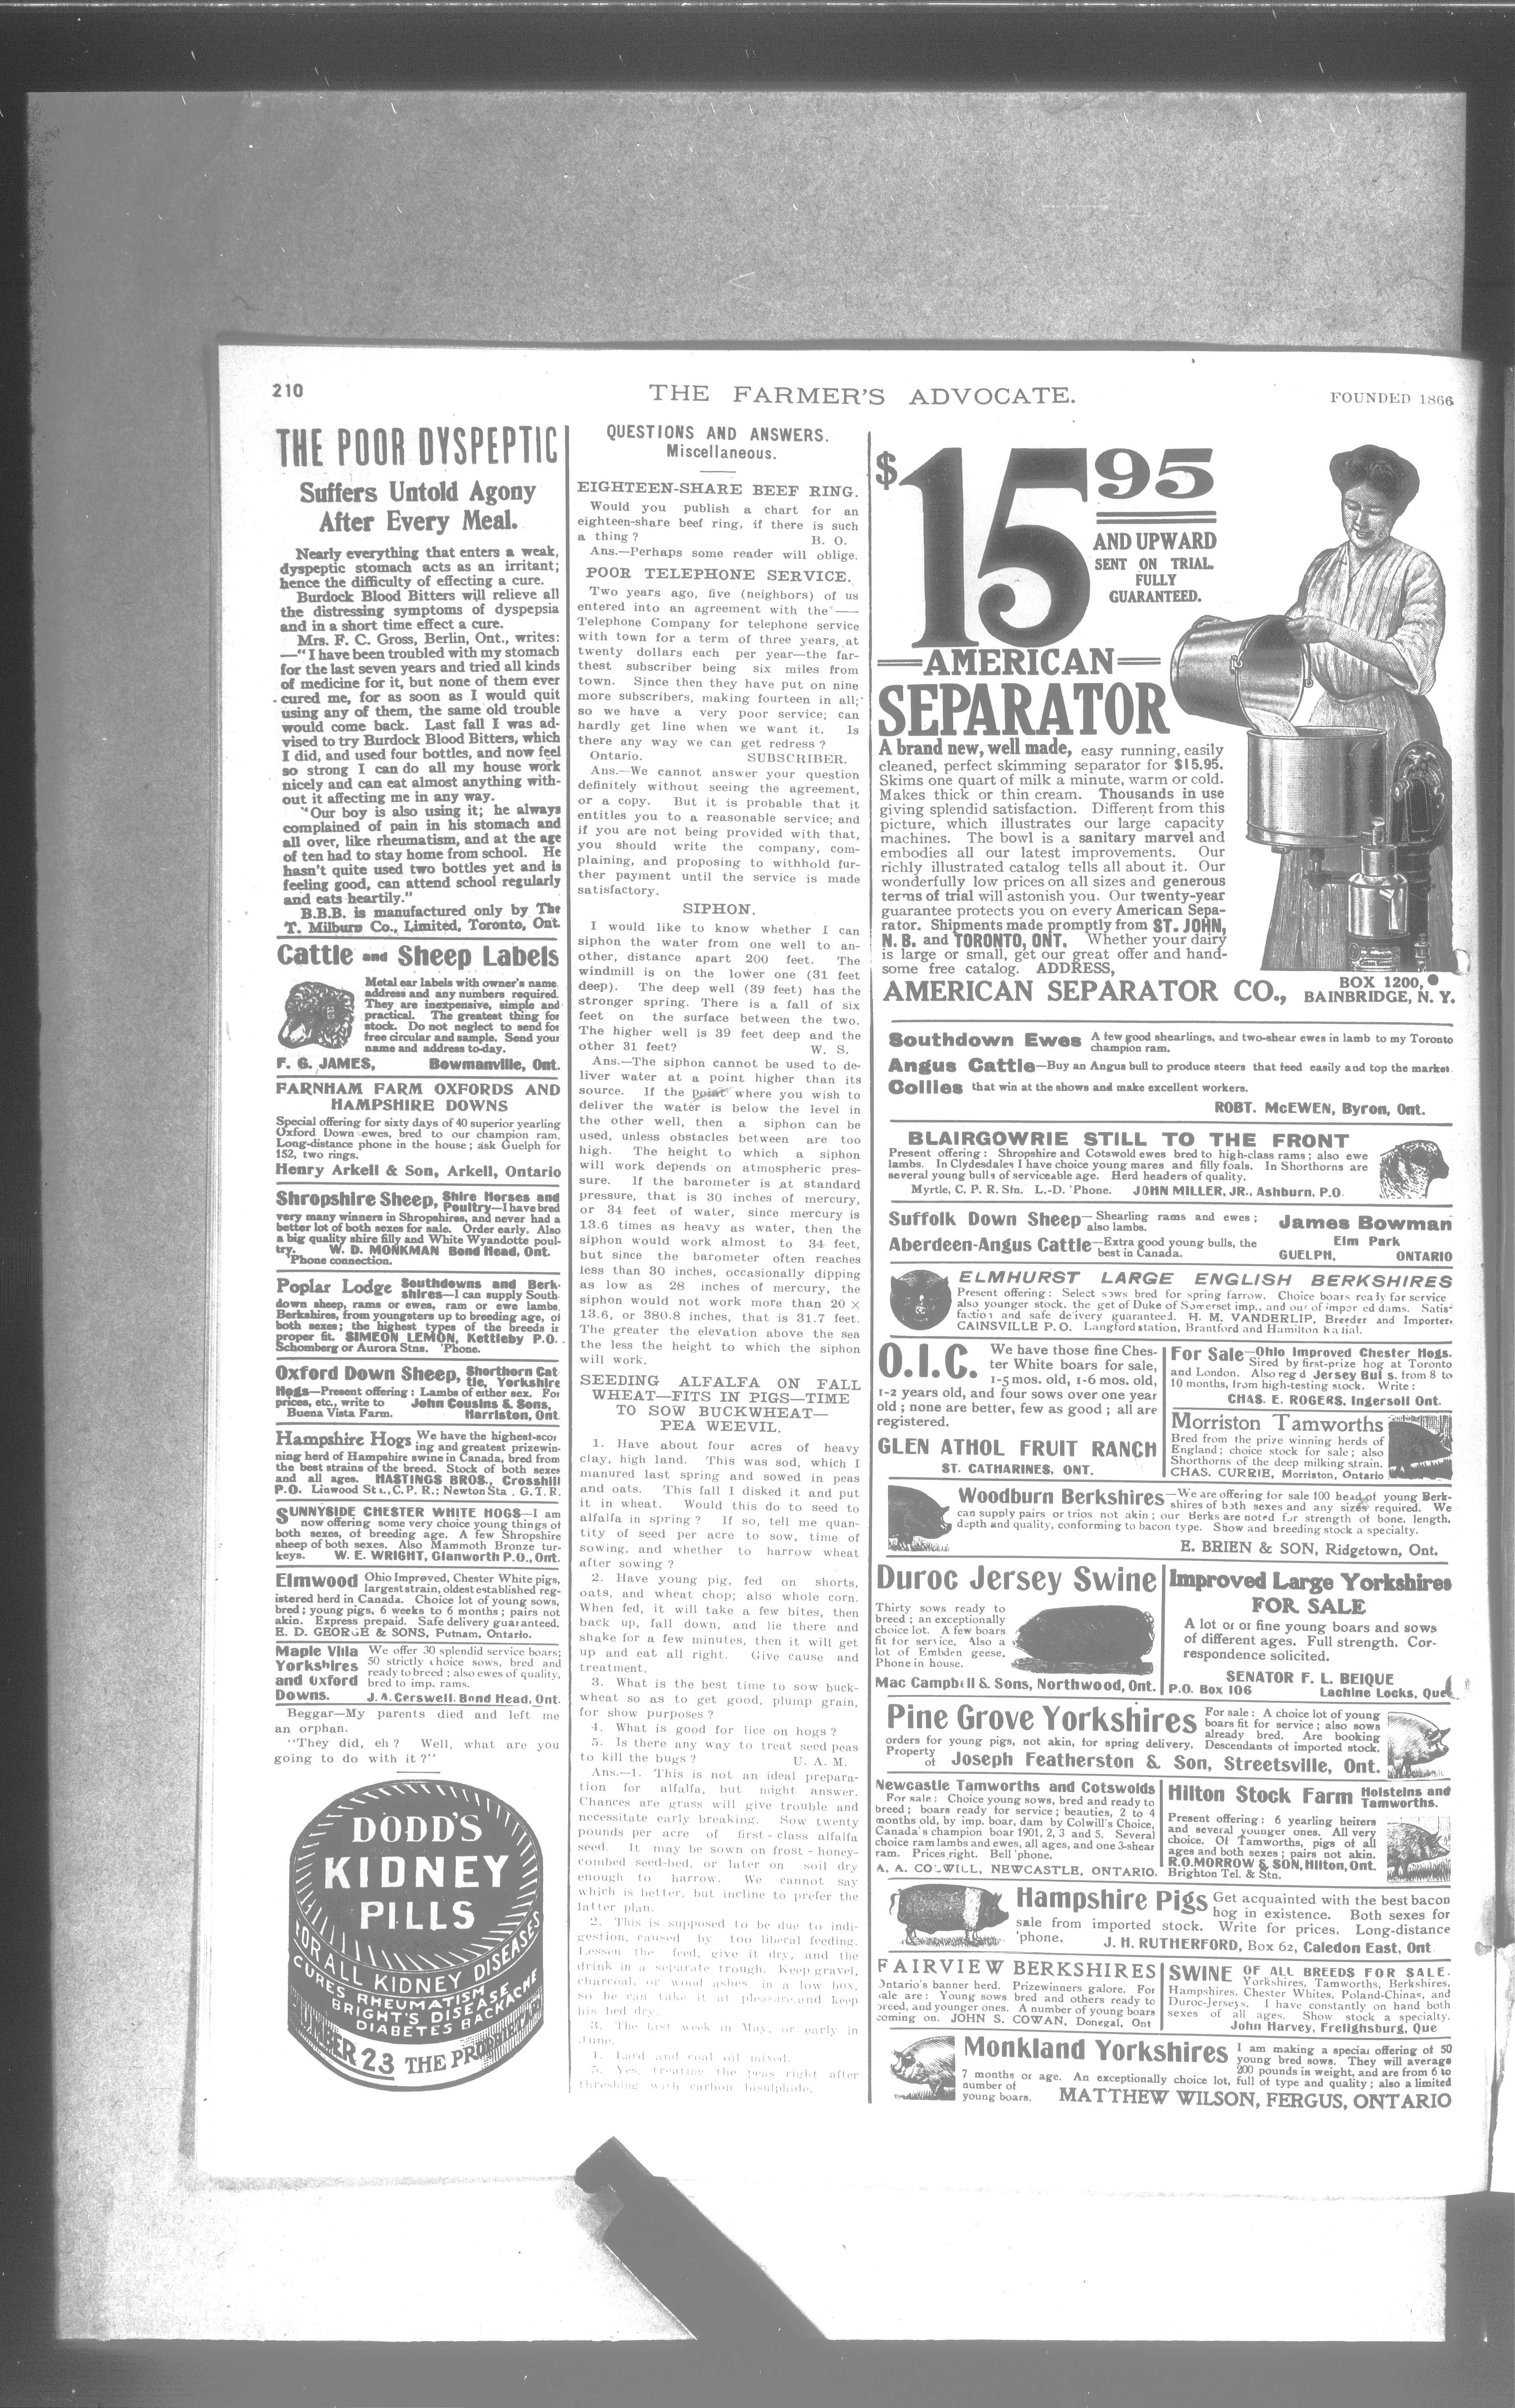 210
THE FARMER'S ADVOCATE.
FOUNDED 1866
THE POOR DYSPEPTIC
Suffers Untold Agony
After Every Meal.
Nearly everything that enters a weak,
dyspeptic stomach acts as an irritant;
hence the difficulty of effecting a cure.
Burdock Blood Bitters will relieve all
the distressing symptoms of dyspepsia
and in a short time effect a cure.
Mrs. F. C. Gross, Berlin, Ont., writes:
—"I have been troubled with my stomach
for the last seven years and tried all kinds
of medicine for it, but none of them ever
cured me, for as soon as I would quit
using any of them, the same old trouble
would come back. Last fall I was ad-
vised to try Burdock Blood Bitters, which
I did, and used four bottles, and now feel
so strong I can do all my house work
nicely and can eat almost anything with-
out it affecting me in any way.
"Our boy is also using it; he always
complained of pain in his stomach and
all over, like rheumatism, and at the age
of ten had to stay home from school. He
hasn't quite used two bottles yet and is
feeling good, can attend school regularly
and eats heartily."
B.B.B. is manufactured only by The
T. Milburn Co., Limited, Toronto, Ont.
Cattle and Sheep Labels
Metal ear labels with owner's name
address and any numbers required.
They are inexpensive, simple and
practical. The greatest thing for
stock. Do not neglect to send for
free circular and sample. Send your
name and address to-day.
F. G. JAMES, Bowmanville, Ont.
FARNHAM FARM OXFORDS AND
HAMPSHIRE DOWNS
Special offering for sixty days of 40 superior yearling
Oxford Down ewes, bred to our champion ram.
Long-distance phone in the house; ask Guelph for
152, two rings.
Henry Arkell & Son, Arkell, Ontario
Shropshire Sheep, Shire Horses and
Poultry—I have bred
very many winners in Shropshires, and never had a
better lot of both sexes for sale. Order early. Also
a big quality shire filly and White Wyandotte poul-
try. W. D. MONKMAN Bond Head, Ont.
'Phone connection.
Poplar Lodge Southdowns and Berk-
shires—I can supply South-
down sheep, rams or ewes, ram or ewe lambs.
Berkshires, from youngsters up to breeding age, of
both sexes; the highest types of the breeds in
proper fit. SIMEON LEMON, Kettleby P.O.
Schomberg or Aurora Stns. 'Phone.
Oxford Down Sheep, Shorthorn Cat
tle, Yorkshire
Hogs—Present offering: Lambs of either sex. For
prices, etc., write to John Cousins & Sons,
Buena Vista Farm. Harriston, Ont
Hampshire Hogs We have the highest-scor
ing and greatest prizewin-
ning herd of Hampshire swine in Canada, bred from
the best strains of the breed. Stock of both sexes
and all ages. HASTINGS BROS., Crosshill
P.O. Linwood Stn., C. P. R.; Newton Sta. G.T.R.
SUNNYSIDE CHESTER WHITE HOGS—I am
now offering some very choice young things of
both sexes, of breeding age. A few Shropshire
sheep of both sexes. Also Mammoth Bronze tur-
keys. W. E. WRIGHT, Glanworth P.O., Ont.
Elmwood Ohio Improved, Chester White pigs,
largest strain, oldest established reg-
istered herd in Canada. Choice lot of young sows,
bred; young pigs, 6 weeks to 6 months; pairs not
akin. Express prepaid. Safe delivery guaranteed.
E. D. GEORGE & SONS, Putnam, Ontario.
Maple Villa We offer 30 splendid service boars;
Yorkshires 50 strictly choice sows, bred and
and Oxford ready to breed; also ewes of quality,
Downs. bred to imp. rams.
J. A. Cerswell, Bond Head, Ont.
Beggar—My parents died and left me
an orphan.
"They did, eh? Well, what are you
going to do with it?"
DODD'S
KIDNEY
PILLS
FOR ALL KIDNEY DISEASES
CURES RHEUMATISM
BRIGHT'S DISEASE
DIABETES BACKACHE
23 THE
QUESTIONS AND ANSWERS.
Miscellaneous.
EIGHTEEN-SHARE BEEF RING.
Would you publish a chart for an
eighteen-share beef ring, if there is such
a thing? B. O.
Ans.—Perhaps some reader will oblige.
POOR TELEPHONE SERVICE.
Two years ago, five (neighbors) of us
entered into an agreement with the ——
Telephone Company for telephone service
with town for a term of three years, at
twenty dollars each per year—the far-
thest subscriber being six miles from
town. Since then they have put on nine
more subscribers, making fourteen in all;
so we have a very poor service; can
hardly get line when we want it. Is
there any way we can get redress?
Ontario. SUBSCRIBER.
Ans.—We cannot answer your question
definitely without seeing the agreement,
or a copy. But it is probable that it
entitles you to a reasonable service; and
if you are not being provided with that,
you should write the company, com-
plaining, and proposing to withhold fur-
ther payment until the service is made
satisfactory.
SIPHON.
I would like to know whether I can
siphon the water from one well to an-
other, distance apart 200 feet. The
windmill is on the lower one (31 feet
deep). The deep well (39 feet) has the
stronger spring. There is a fall of six
feet on the surface between the two.
The higher well is 39 feet deep and the
other 31 feet? W. S.
Ans.—The siphon cannot be used to de-
liver water at a point higher than its
source. If the point where you wish to
deliver the water is below the level in
the other well, then a siphon can be
used, unless obstacles between are too
high. The height to which a siphon
will work depends on atmospheric pres-
sure. If the barometer is at standard
pressure, that is 30 inches of mercury,
or 34 feet of water, since mercury is
13.6 times as heavy as water, then the
siphon would work almost to 34 feet,
but since the barometer often reaches
less than 30 inches, occasionally dipping
as low as 28 inches of mercury, the
siphon would not work more than 20 ×
13.6, or 380.8 inches, that is 31.7 feet.
The greater the elevation above the sea
the less the height to which the siphon
will work.
SEEDING ALFALFA ON FALL
WHEAT—FITS IN PIGS—TIME
TO SOW BUCKWHEAT—
PEA WEEVIL.
1. Have about four acres of heavy
clay, high land. This was sod, which I
manured last spring and sowed in peas
and oats. This fall I disked it and put
it in wheat. Would this do to seed to
alfalfa in spring? If so, tell me quan-
tity of seed per acre to sow, time of
sowing, and whether to harrow wheat
after sowing?
2. Have young pig, fed on shorts,
oats, and wheat chop; also whole corn.
When fed, it will take a few bites, then
back up, fall down, and lie there and
shake for a few minutes, then it will get
up and eat all right. Give cause and
treatment.
3. What is the best time to sow buck-
wheat so as to get good, plump grain,
for show purposes?
4. What is good for lice on hogs?
5. Is there any way to treat seed peas
to kill the bugs? U. A. M.
Ans.—1. This is not an ideal prepara-
tion for alfalfa, but might answer.
Chances are grass will give trouble and
necessitate early breaking. Sow twenty
pounds per acre of first-class alfalfa
seed. It may be sown on frost-honey-
combed seed-bed, or later on soil dry
enough to harrow. We cannot say
which is better, but incline to prefer the
latter plan.
2. This is supposed to be due to indi-
gestion, caused by too liberal feeding.
Lessen the feed, give it dry, and the
drink in a separate trough. Keep gravel,
charcoal, or wood ashes, in a low box,
so he can take it at pleasure, and keep
his bed dry.
3. The last week in May, or early in
June.
4. Lard and coal oil mixed.
5. Yes; treating the peas right after
threshing with carbon bisulphide.
$15 95
AND UPWARD
SENT ON TRIAL.
FULLY
GUARANTEED.
AMERICAN
SEPARATOR
A brand new, well made, easy running, easily
cleaned, perfect skimming separator for $15.95.
Skims one quart of milk a minute, warm or cold.
Makes thick or thin cream. Thousands in use
giving splendid satisfaction. Different from this
picture, which illustrates our large capacity
machines. The bowl is a sanitary marvel and
embodies all our latest improvements. Our
richly illustrated catalog tells all about it. Our
wonderfully low prices on all sizes and generous
terms of trial will astonish you. Our twenty-year
guarantee protects you on every American Sepa-
rator. Shipments made promptly from ST. JOHN,
N. B. and TORONTO, ONT. Whether your dairy
is large or small, get our great offer and hand-
some free catalog. ADDRESS,
AMERICAN SEPARATOR CO., BOX 1200,
BAINBRIDGE, N. Y.
Southdown Ewes A few good shearlings, and two-shear ewes in lamb to my Toronto
champion ram.
Angus Cattle—Buy an Angus bull to produce steers that feed easily and top the market.
Collies that win at the shows and make excellent workers.
ROBT. McEWEN, Byron, Ont.
BLAIRGOWRIE STILL TO THE FRONT
Present offering: Shropshire and Cotswold ewes bred to high-class rams; also ewe
lambs. In Clydesdales I have choice young mares and filly foals. In Shorthorns are
several young bulls of serviceable age. Herd headers of quality.
Myrtle, C. P. R. Stn. L.-D. 'Phone. JOHN MILLER, JR., Ashburn, P.O.
Suffolk Down Sheep—Shearling rams and ewes;
also lambs.
Aberdeen-Angus Cattle—Extra good young bulls, the
best in Canada.
James Bowman
Elm Park
GUELPH, ONTARIO
ELMHURST LARGE ENGLISH BERKSHIRES
Present offering: Select sows bred for spring farrow. Choice boars ready for service
also younger stock, the get of Duke of Somerset imp., and out of imported dams. Satis-
faction and safe delivery guaranteed. H. M. VANDERLIP, Breeder and Importer,
CAINSVILLE P.O. Langford station, Brantford and Hamilton Radial.
O.I.C. We have those fine Ches-
ter White boars for sale,
1-5 mos. old, 1-6 mos. old,
1-2 years old, and four sows over one year
old; none are better, few as good; all are
registered.
GLEN ATHOL FRUIT RANCH
ST. CATHARINES, ONT.
For Sale—Ohio Improved Chester Hogs.
Sired by first-prize hog at Toronto
and London. Also reg'd Jersey Bulls, from 8 to
10 months, from high-testing stock. Write:
CHAS. E. ROGERS, Ingersoll Ont.
Morriston Tamworths
Bred from the prize winning herds of
England; choice stock for sale; also
Shorthorns of the deep milking strain.
CHAS. CURRIE, Morriston, Ontario
Woodburn Berkshires—We are offering for sale 100 head of young Berk-
shires of both sexes and any sizes required. We
can supply pairs or trios not akin; our Berks are noted for strength of bone, length,
depth and quality, conforming to bacon type. Show and breeding stock a specialty.
E. BRIEN & SON, Ridgetown, Ont.
Duroc Jersey Swine
Thirty sows ready to
breed; an exceptionally
choice lot. A few boars
fit for service. Also a
lot of Embden geese.
Phone in house.
Mac Campbell & Sons, Northwood, Ont.
Improved Large Yorkshires
FOR SALE
A lot of fine young boars and sows
of different ages. Full strength. Cor-
respondence solicited.
SENATOR F. L. BEIQUE
P.O. Box 106 Lachine Locks, Que
Pine Grove Yorkshires For sale: A choice lot of young
boars fit for service; also sows
already bred. Are booking
orders for young pigs, not akin, for spring delivery. Descendants of imported stock.
Property
of Joseph Featherston & Son, Streetsville, Ont.
Newcastle Tamworths and Cotswolds
For sale: Choice young sows, bred and ready to
breed; boars ready for service; beauties, 2 to 4
months old, by imp. boar, dam by Colwill's Choice,
Canada's champion boar 1901, 2, 3 and 5. Several
choice ram lambs and ewes, all ages, and one 3-shear
ram. Prices right. Bell 'phone.
A. A. COLWILL, NEWCASTLE, ONTARIO.
Hilton Stock Farm Holsteins and
Tamworths.
Present offering: 6 yearling heifers
and several younger ones. All very
choice. Of Tamworths, pigs of all
ages and both sexes; pairs not akin.
R.O.MORROW & SON, Hilton, Ont.
Brighton Tel. & Stn.
Hampshire Pigs Get acquainted with the best bacon
hog in existence. Both sexes for
sale from imported stock. Write for prices. Long-distance
'phone. J. H. RUTHERFORD, Box 62, Caledon East, Ont
FAIRVIEW BERKSHIRES
Ontario's banner herd. Prizewinners galore. For
sale are: Young sows bred and others ready to
breed, and younger ones. A number of young boars
coming on. JOHN S. COWAN, Donegal, Ont
SWINE OF ALL BREEDS FOR SALE.
Yorkshires, Tamworths, Berkshires,
Hampshires, Chester Whites, Poland-Chinas, and
Duroc-Jerseys. I have constantly on hand both
sexes of all ages. Show stock a specialty.
John Harvey, Frelighsburg, Que
Monkland Yorkshires I am making a special offering of 50
young bred sows. They will average
200 pounds in weight, and are from 6 to
7 months of age. An exceptionally choice lot, full of type and quality; also a limited
number of
young boars. MATTHEW WILSON, FERGUS, ONTARIO